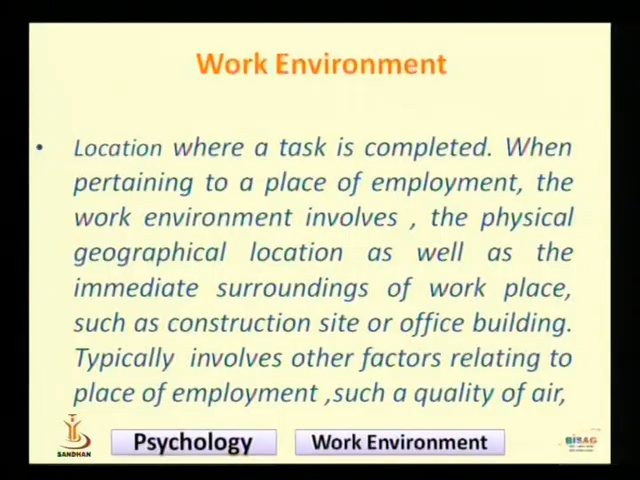 Work Environment
• Location where a task is completed. When
pertaining to a place of employment, the
work environment involves , the physical
geographical location as well as the
immediate surroundings of work place,
such as construction site or office building.
Typically involves other factors relating to
place of employment ,such a quality of air,
SANDHAN
Psychology
Work Environment
BISAG